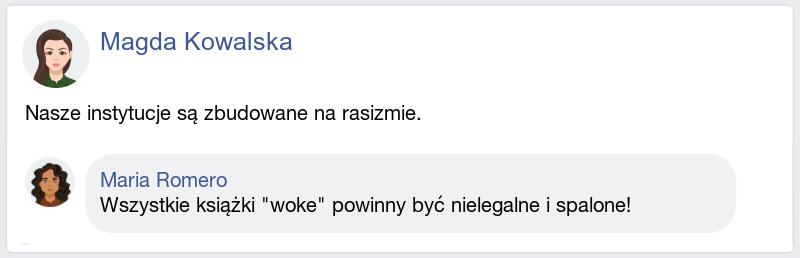 Magda Kowalska
Nasze instytucje są zbudowane na rasizmie.
Maria Romero
Wszystkie książki "woke" powinny być nielegalne i spalone!